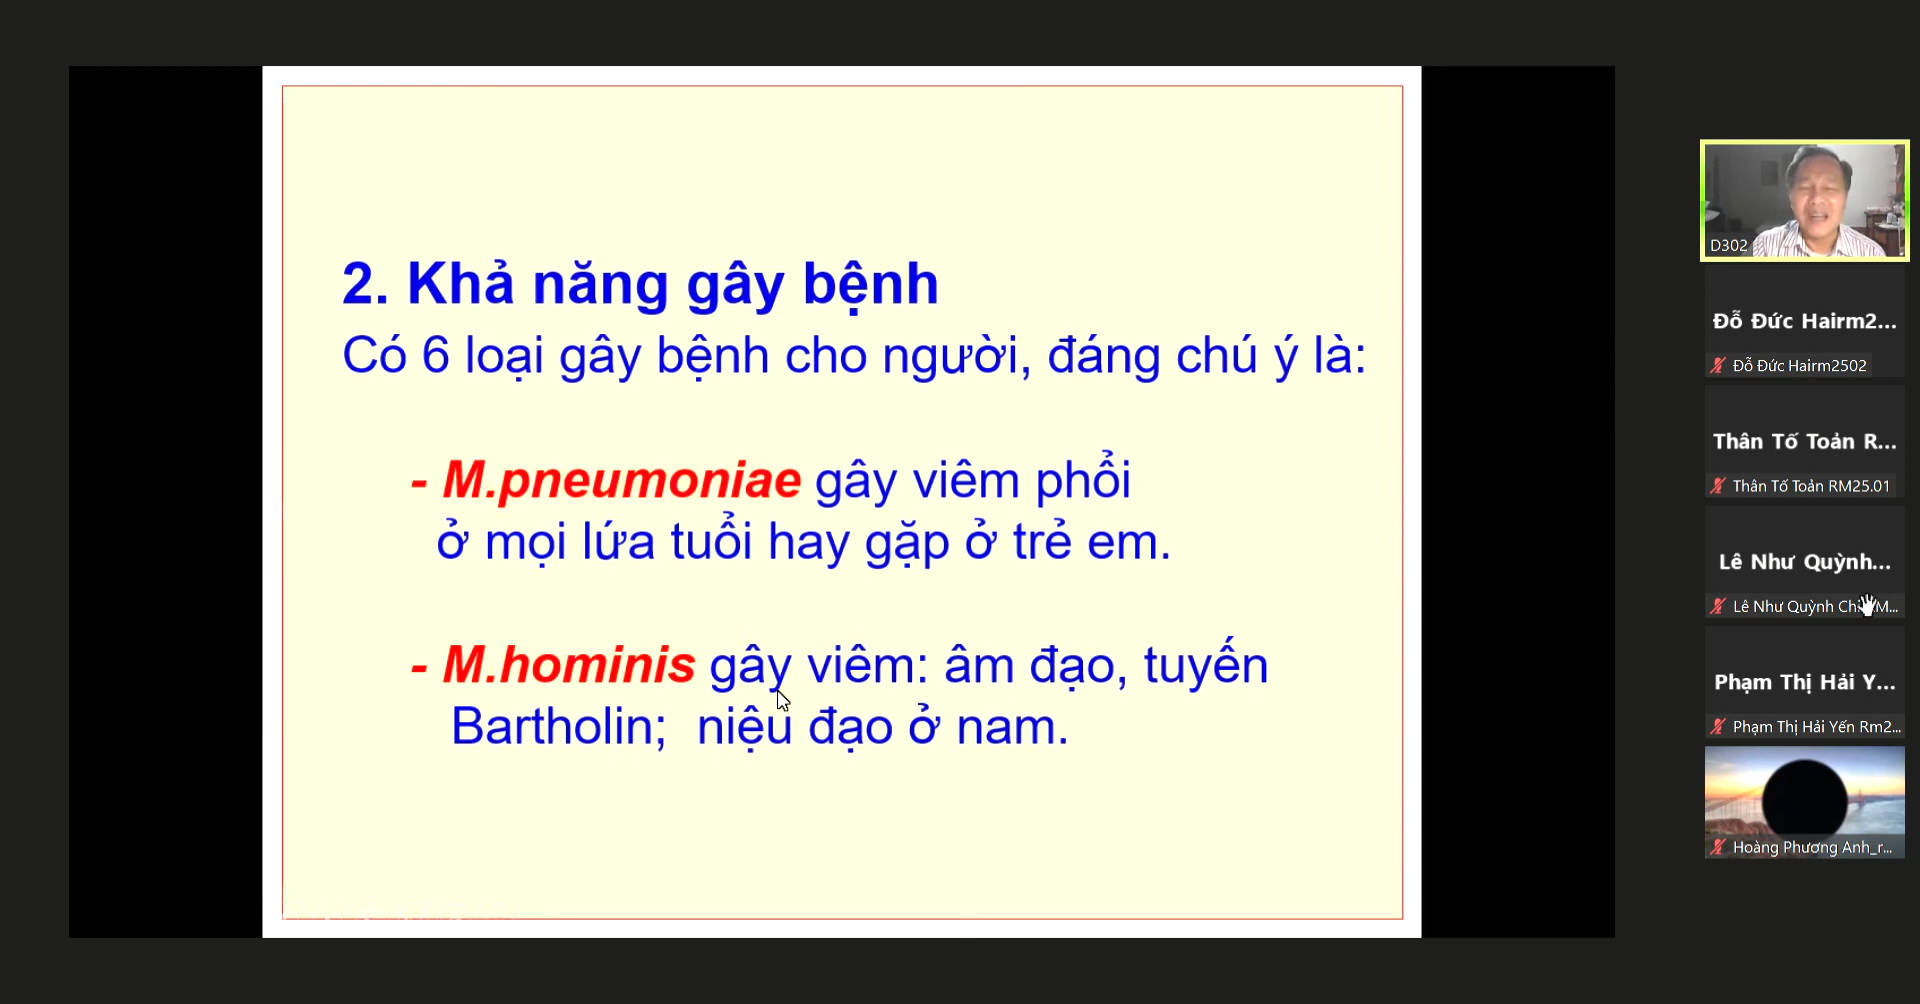 2. Khả năng gây bệnh
Có 6 loại gây bệnh cho người, đáng chú ý là:
- M.pneumoniae gây viêm phổi
ở mọi lứa tuổi hay gặp ở trẻ em.
- M.hominis gây viêm: âm đạo, tuyến
Bartholin; niệu đạo ở nam.
D302
Đỗ Đức Hairm2...
Đỗ Đức Hairm2502
Thân Tố Toản R...
Thân Tố Toản RM25.01
Lê Như Quỳnh...
Lê Như Quỳnh
Phạm Thị Hải Y...
Phạm Thị Hải Yến Rm2...
Hoàng Phương Anh_r...